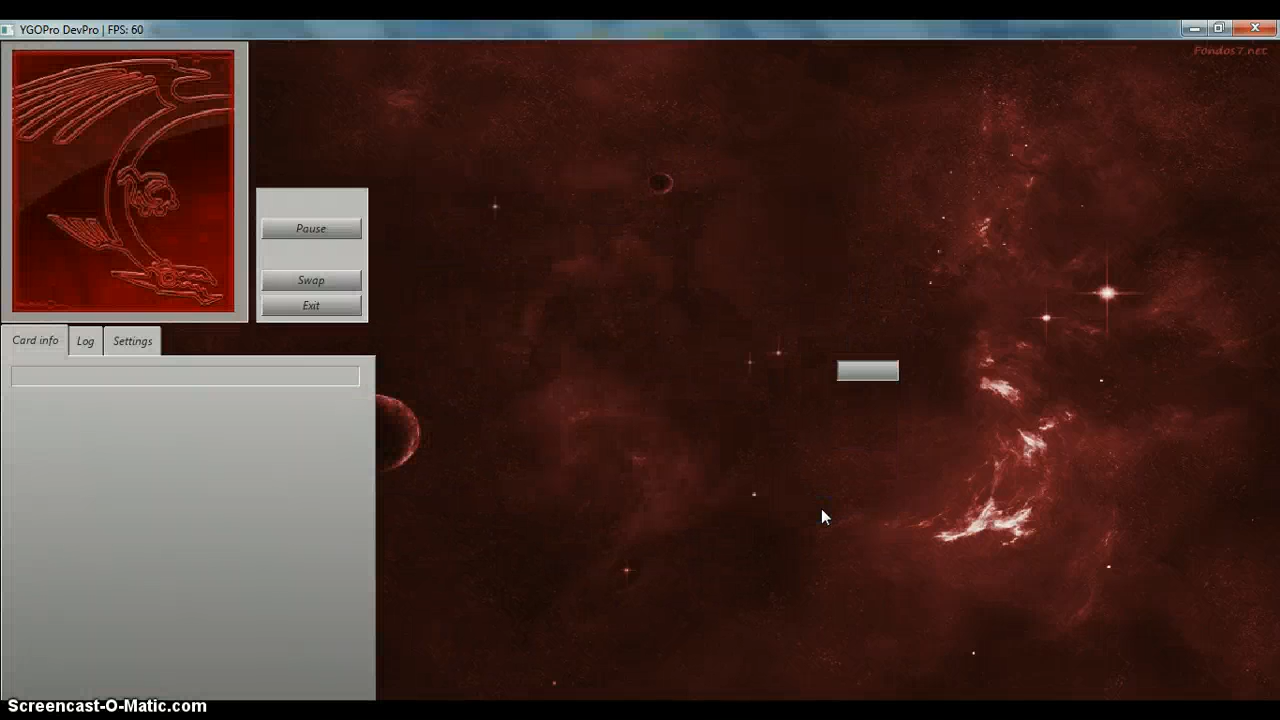 YGOPro DevPro | FPS: 60
Fondos7.net
Pause
Swap
Exit
Card info
Log
Settings
Screencast-O-Matic.com